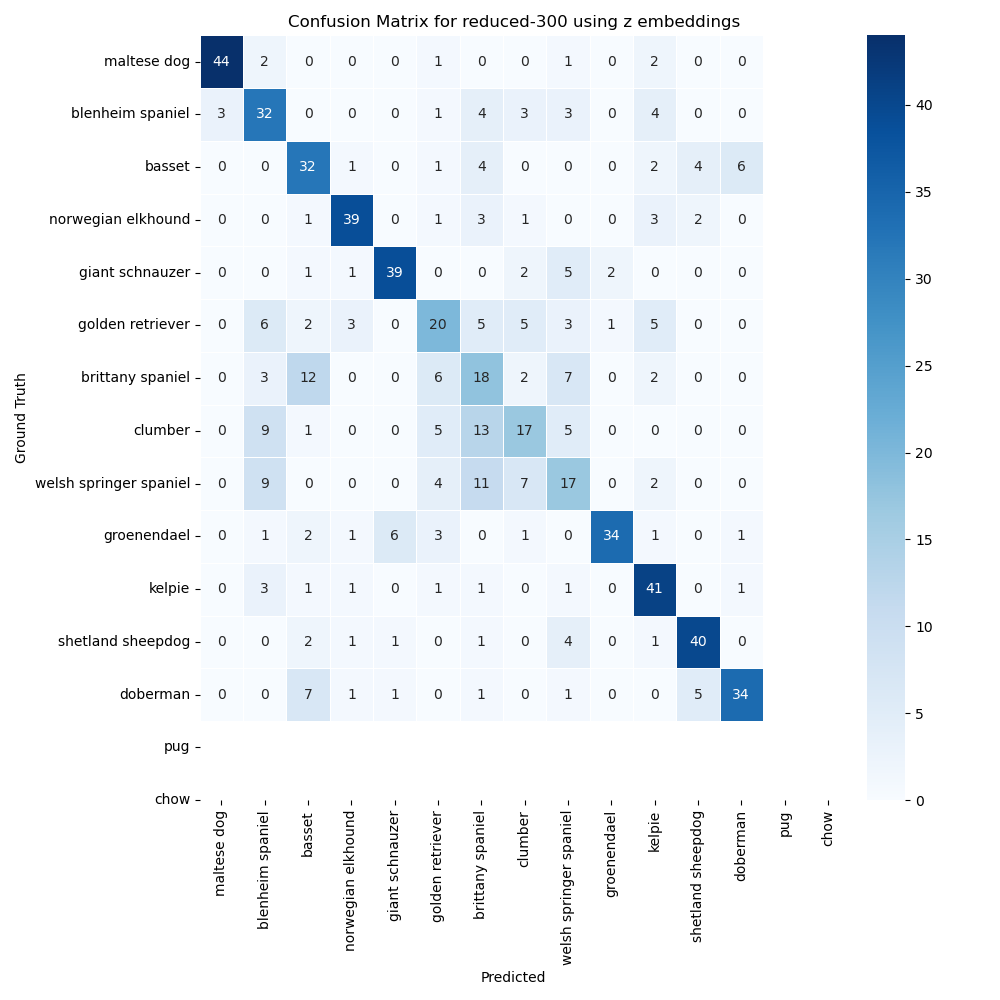 Confusion Matrix for reduced-300 using z embeddings
Ground Truth
maltese dog 44 2 0 0 0 1 0 0 1 0 2 0 0
blenheim spaniel 3 32 0 0 0 1 4 3 3 0 4 0 0
basset 0 0 32 1 0 1 4 0 0 0 2 4 6
norwegian elkhound 0 0 1 39 0 1 3 1 0 0 3 2 0
giant schnauzer 0 0 1 1 39 0 0 2 5 2 0 0 0
golden retriever 0 6 2 3 0 20 5 5 3 1 5 0 0
brittany spaniel 0 3 12 0 0 6 18 2 7 0 2 0 0
clumber 0 9 1 0 0 5 13 17 5 0 0 0 0
welsh springer spaniel 0 9 0 0 0 4 11 7 17 0 2 0 0
groenendael 0 1 2 1 6 3 0 1 0 34 1 0 1
kelpie 0 3 1 1 0 1 1 0 1 0 41 0 1
shetland sheepdog 0 0 2 1 1 0 1 0 4 0 1 40 0
doberman 0 0 7 1 1 0 1 0 1 0 0 5 34
pug
chow
maltese dog
blenheim spaniel
basset
norwegian elkhound
giant schnauzer
golden retriever
brittany spaniel
clumber
welsh springer spaniel
groenendael
kelpie
shetland sheepdog
doberman
pug
chow
Predicted
40
35
30
25
20
15
10
5
0